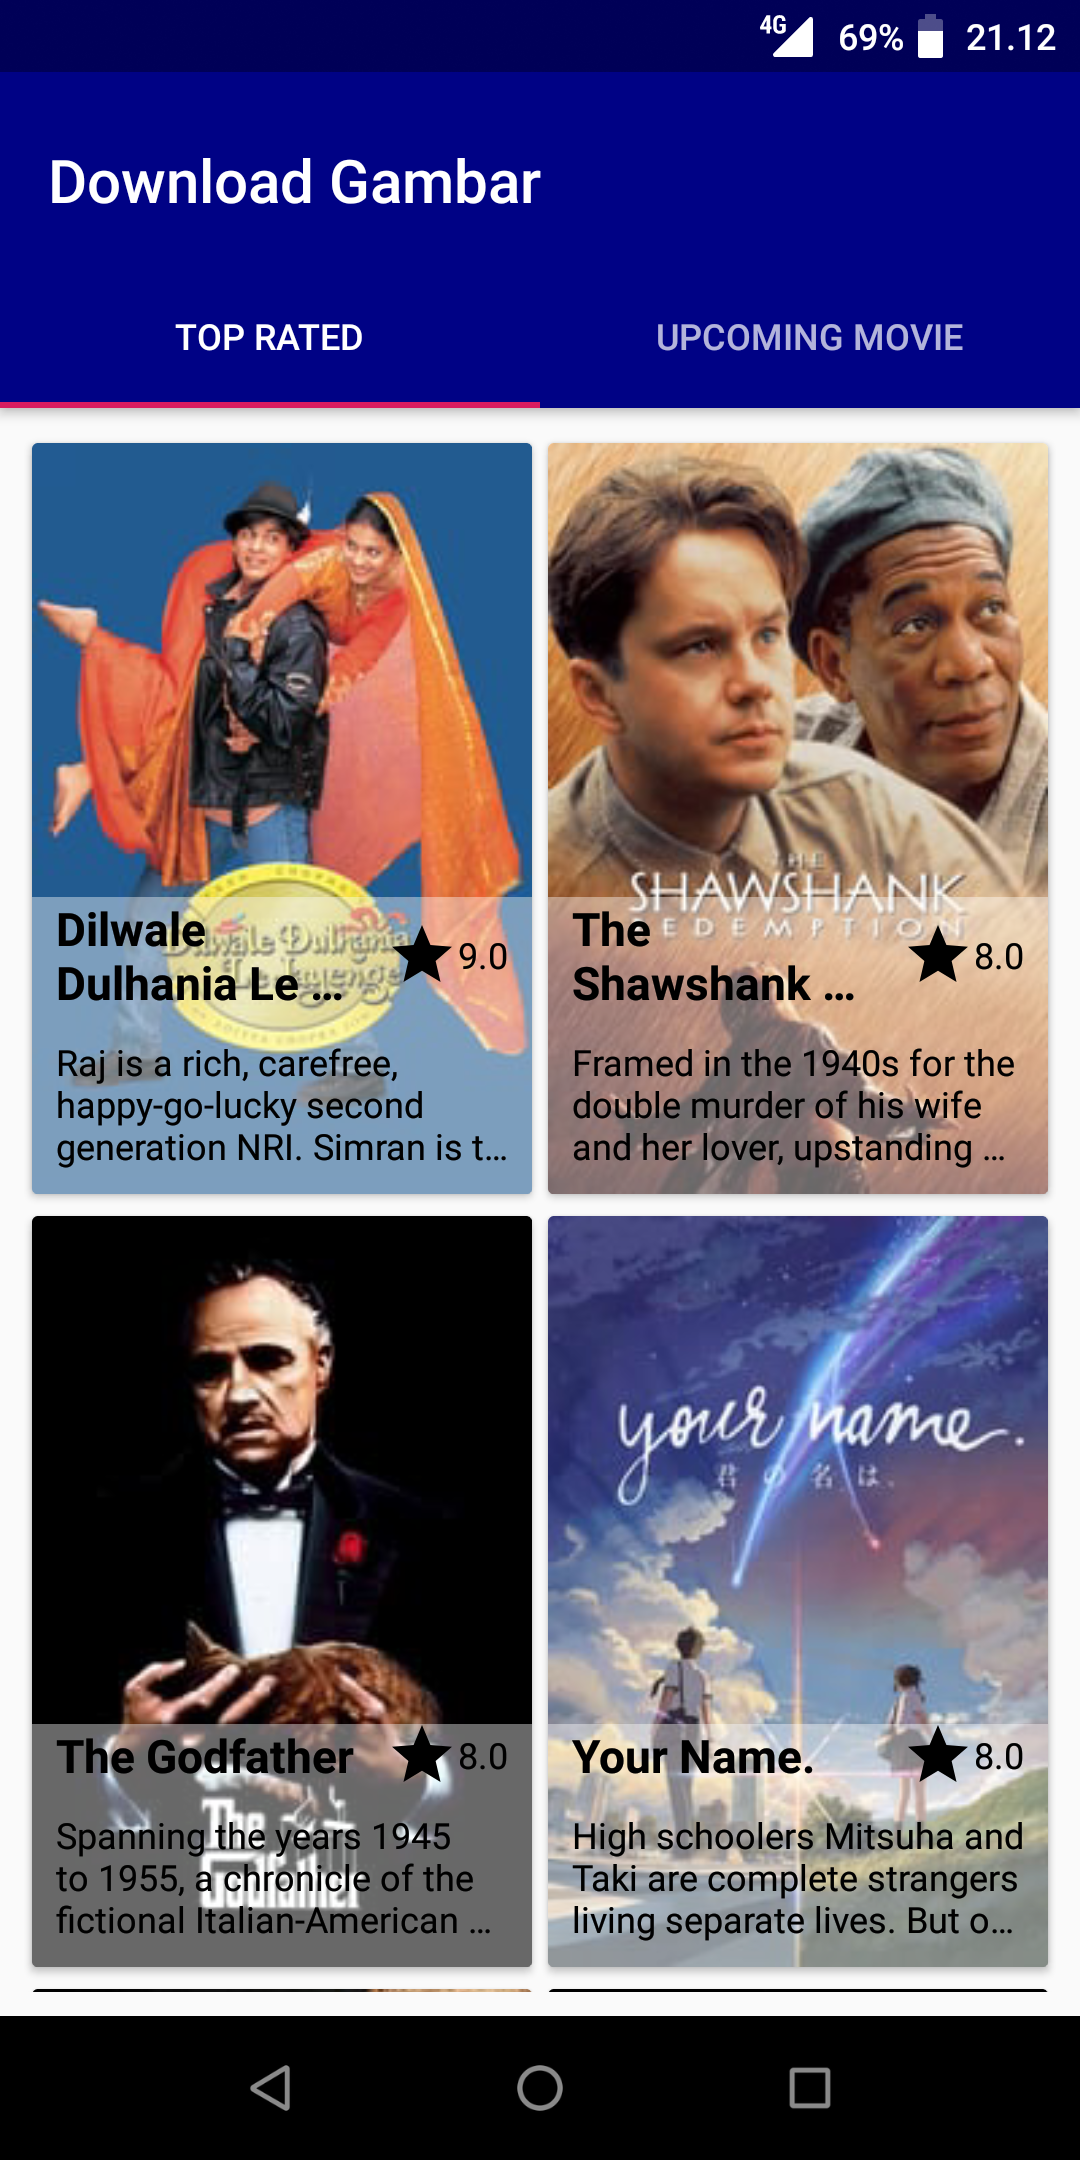 4G 69% 21.12
Download Gambar
TOP RATED
UPCOMING MOVIE
Dilwale
Dulhania Le ...
9.0
Raj is a rich, carefree,
happy-go-lucky second
generation NRI. Simran is t...
THE
SHAWSHANK
REDEMPTION
The
Shawshank ...
8.0
Framed in the 1940s for the
double murder of his wife
and her lover, upstanding ...
The Godfather
8.0
The
Godfather
Spanning the years 1945
to 1955, a chronicle of the
fictional Italian-American ...
your name.
君の名は。
Your Name.
8.0
High schoolers Mitsuha and
Taki are complete strangers
living separate lives. But o...